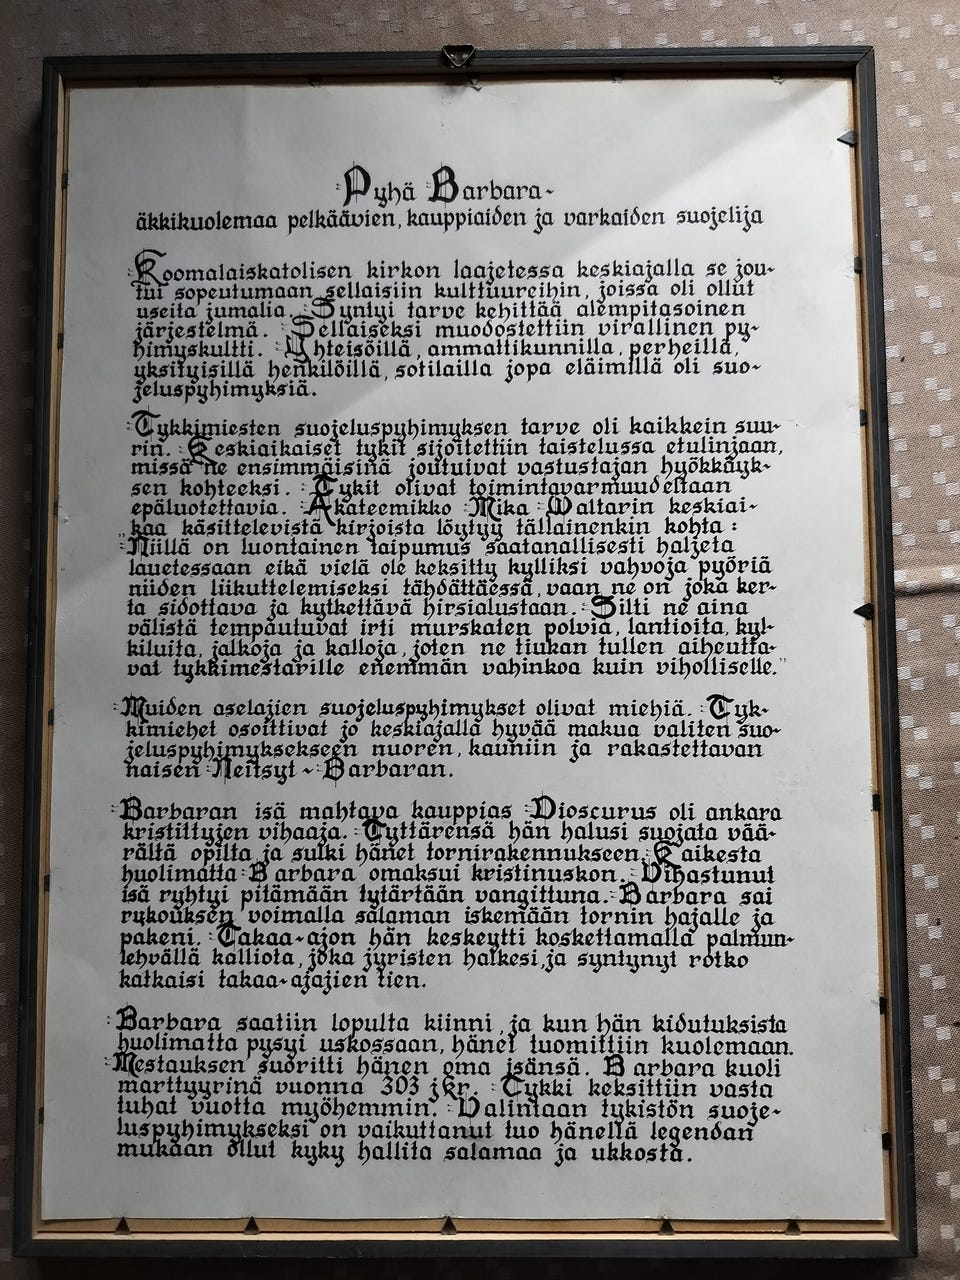 Pyhä Barbara-
äkkikuolemaa pelkäävien, kauppiaiden ja varkaiden suojelija
Roomalaiskatolisen kirkon laajetessa keskiajalla se jou-
tui sopeutumaan sellaisiin kulttuureihin, joissa oli ollut
useita jumalia. Syntyi tarve kehittää alempitasoinen
järjestelmä. Sellaiseksi muodostettiin virallinen py-
himyskultti. Yhteisöillä, ammattikunnilla, perheillä,
yksityisillä henkilöillä, sotilailla jopa eläimillä oli suo-
jeluspyhimyksiä.
Tykkimiesten suojeluspyhimyksen tarve oli kaikkein suu-
rin. Keskiaikaiset tykit sijoitettiin taistelussa etulinjaan,
missä ne ensimmäisinä joutuivat vastustajan hyökkäyk-
sen kohteeksi. Tykit olivat toimintavarmuudeltaan
epäluotettavia. Akateemikko Mika Waltarin keskiai-
kaa käsittelevistä kirjoista löytyy tällainenkin kohta:
„Niillä on luontainen taipumus saatanallisesti haljeta
lauetessaan eikä vielä ole keksitty kylliksi vahvoja pyöriä
niiden liikuttelemiseksi tähdättäessä, vaan ne on joka ker-
ta sidottava ja kytkettävä hirsialustaan. Silti ne aina
välistä tempautuvat irti murskaten polvia, lantioita, kyl-
kiluita, jalkoja ja kalloja, joten ne tiukan tullen aiheutta-
vat tykkimestarille enemmän vahinkoa kuin viholliselle.”
Muiden aselajien suojeluspyhimykset olivat miehiä. Tyk-
kimiehet osoittivat jo keskiajalla hyvää makua valiten suo-
jeluspyhimyksekseen nuoren, kauniin ja rakastettavan
naisen Neitsyt-Barbaran.
Barbaran isä mahtava kauppias Dioscurus oli ankara
kristittyjen vihaaja. Tyttärensä hän halusi suojata vää-
rältä opilta ja sulki hänet tornirakennukseen. Kaikesta
huolimatta Barbara omaksui kristinuskon. Vihastunut
isä ryhtyi pitämään tytärtään vangittuna. Barbara sai
rukouksen voimalla salaman iskemään tornin hajalle ja
pakeni. Takaa-ajon hän keskeytti koskettamalla palmun-
lehvällä kalliota, joka jyristen halkesi, ja syntynyt rotko
katkaisi takaa-ajajien tien.
Barbara saatiin lopulta kiinni, ja kun hän kidutuksista
huolimatta pysyi uskossaan, hänet tuomittiin kuolemaan.
Mestauksen suoritti hänen oma isänsä. Barbara kuoli
marttyyrinä vuonna 303 jKr. Tykki keksittiin vasta
tuhat vuotta myöhemmin. Valintaan tykistön suoje-
luspyhimykseksi on vaikuttanut tuo hänellä legendan
mukaan ollut kyky hallita salamaa ja ukkosta.